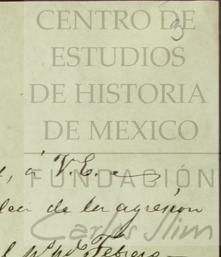 CENTRO DE
ESTUDIOS
DE HISTORIA
DE MEXICO
, á V.E.
FUNDACIÓN
de la agresion
Carlos Slim
Febrero